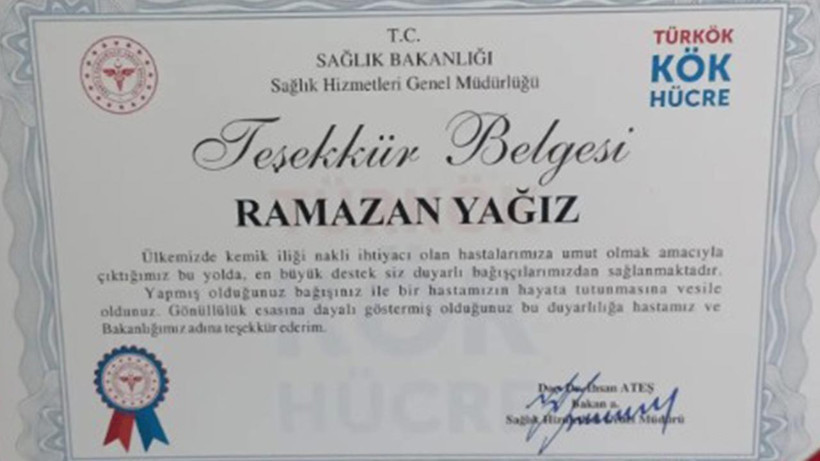 T.C.
SAĞLIK BAKANLIĞI
Sağlık Hizmetleri Genel Müdürlüğü
TÜRKÖK
KÖK
HÜCRE
Teşekkür Belgesi
RAMAZAN YAĞIZ
Ülkemizde kemik iliği nakli ihtiyacı olan hastalarımıza umut olmak amacıyla
çıktığımız bu yolda, en büyük destek siz duyarlı bağışçılarımızdan sağlanmaktadır.
Yapmış olduğunuz bağışınız ile bir hastamızın hayata tutunmasına vesile
oldunuz. Gönüllülük esasına dayalı göstermiş olduğunuz bu duyarlılığa hastamız ve
Bakanlığımız adına teşekkür ederim.
TÜRKÖK
KÖK
HÜCRE
İhsan ATEŞ
Bakan a.
Sağlık Müdürü